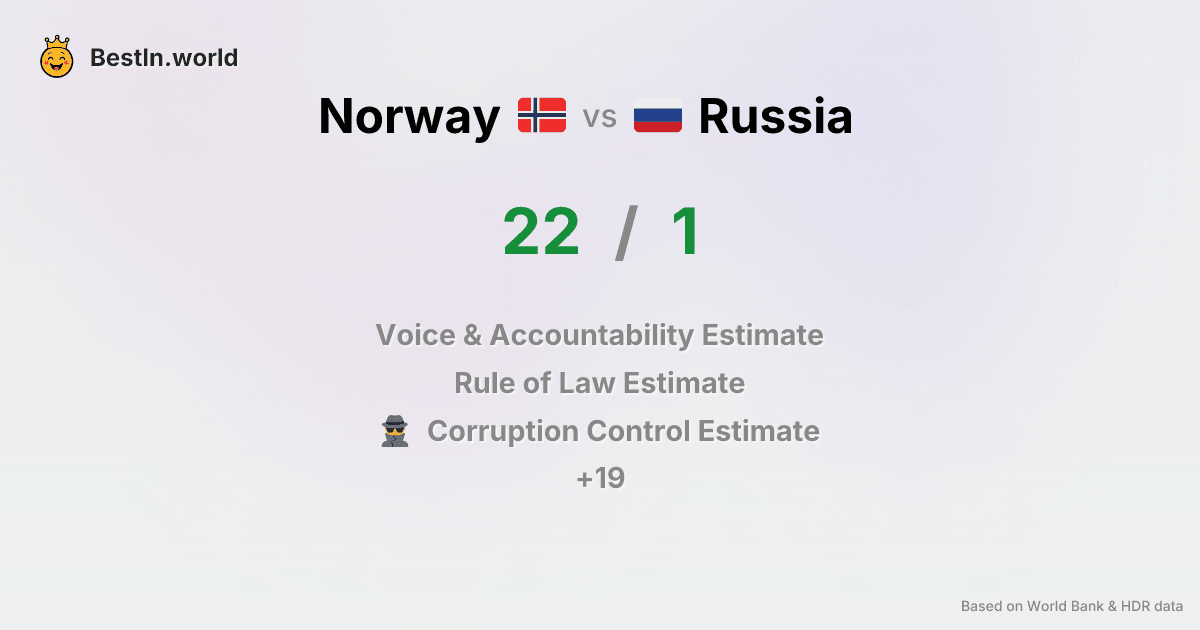 BestIn.world
Norway vs Russia
22 / 1
Voice & Accountability Estimate
Rule of Law Estimate
Corruption Control Estimate
+19
Based on World Bank & HDR data